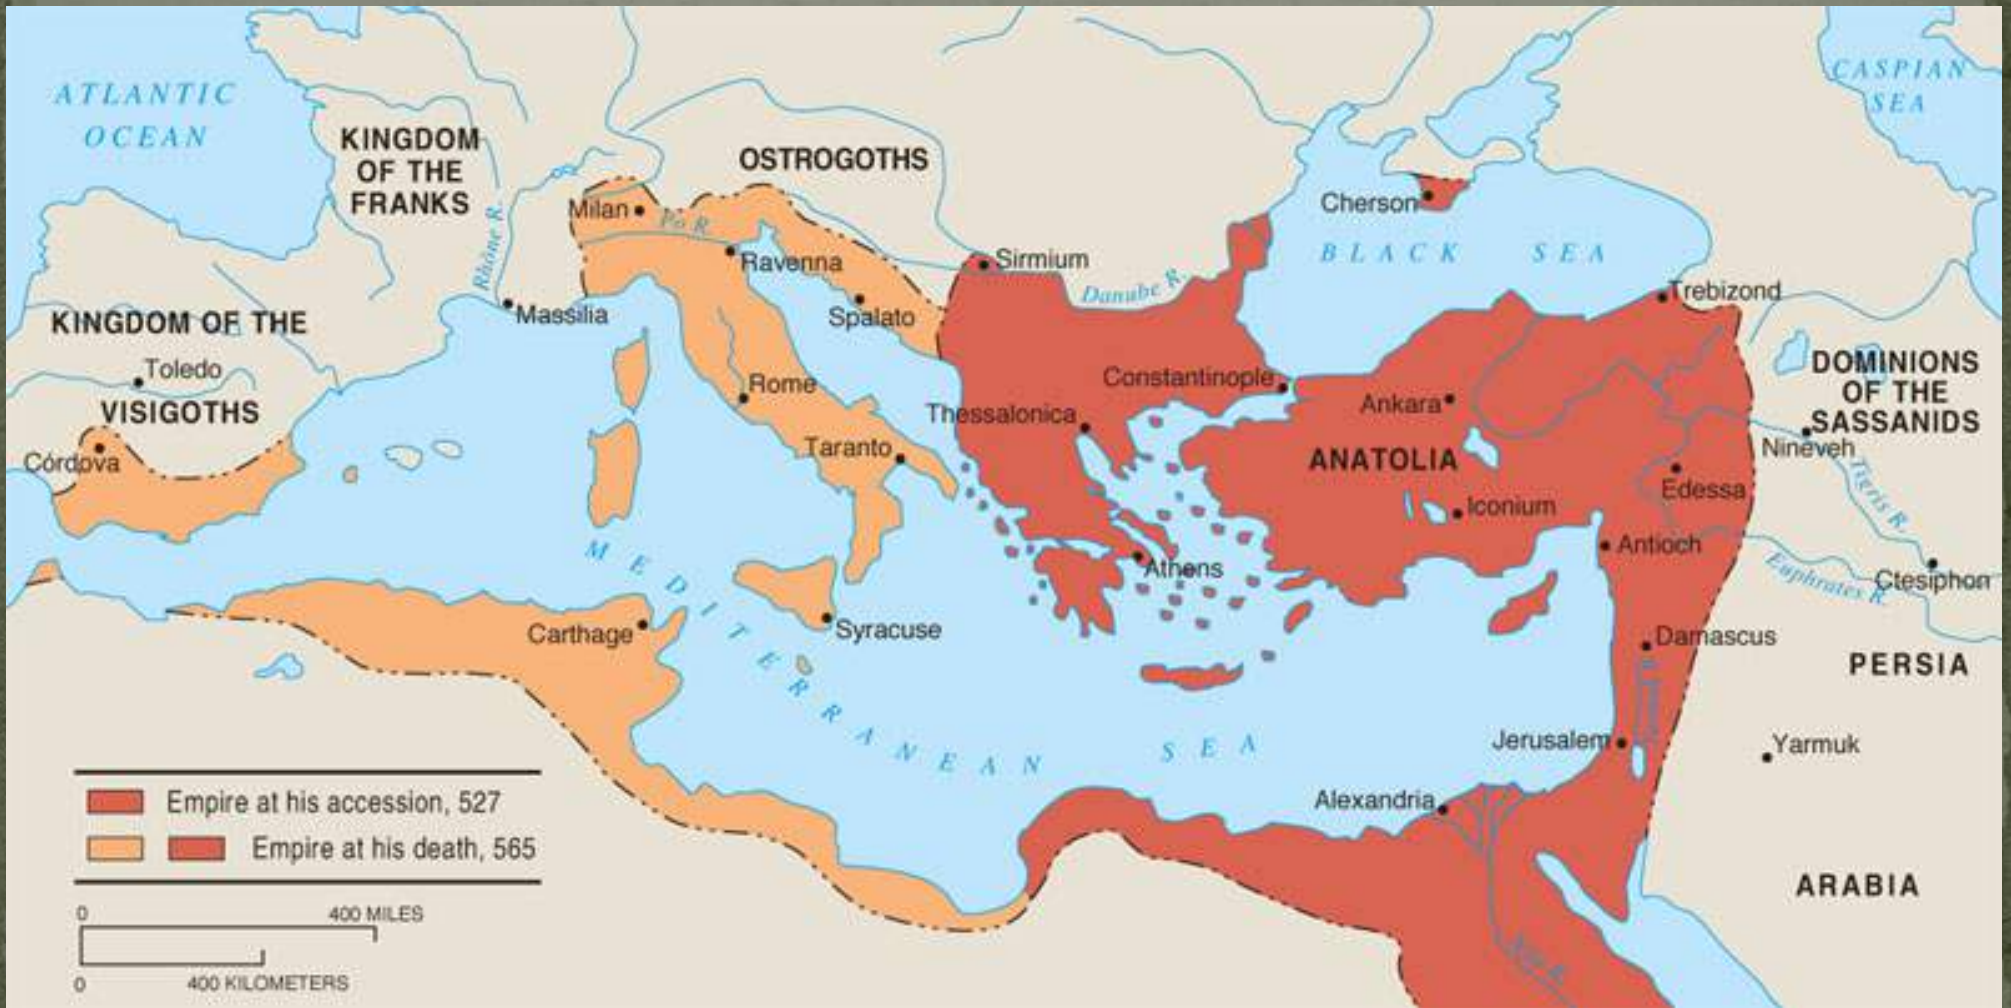 ATLANTIC
OCEAN
KINGDOM
OF THE
FRANKS
OSTROGOTHS
CASPIAN
SEA
Milan
Po R.
Rhône R.
Ravenna
Massilia
Spalato
Sirmium
Danube R.
Cherson
BLACK SEA
Trebizond
KINGDOM OF THE
Toledo
VISIGOTHS
Córdova
Rome
Taranto
Constantinople
Thessalonica
Ankara
ANATOLIA
Iconium
DOMINIONS
OF THE
SASSANIDS
Nineveh
Tigris R.
Edessa
Antioch
Euphrates R.
Ctesiphon
Athens
MEDITERRANEAN SEA
Carthage
Syracuse
Damascus
PERSIA
Jerusalem
Yarmuk
Alexandria
ARABIA
Nile R.
Empire at his accession, 527
Empire at his death, 565
0 400 MILES
0 400 KILOMETERS